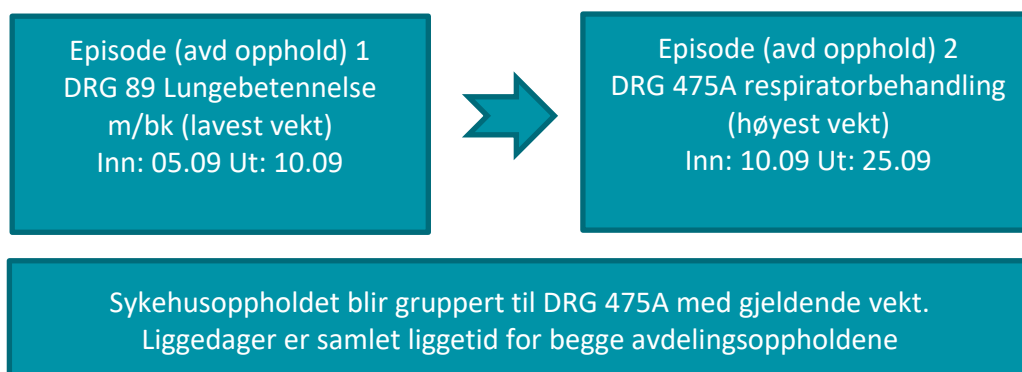 Episode (avd opphold) 1
DRG 89 Lungebetennelse
m/bk (lavest vekt)
Inn: 05.09 Ut: 10.09
Episode (avd opphold) 2
DRG 475A respiratorbehandling
(høyest vekt)
Inn: 10.09 Ut: 25.09
Sykehusoppholdet blir gruppert til DRG 475A med gjeldende vekt.
Liggedager er samlet liggetid for begge avdelingsoppholdene